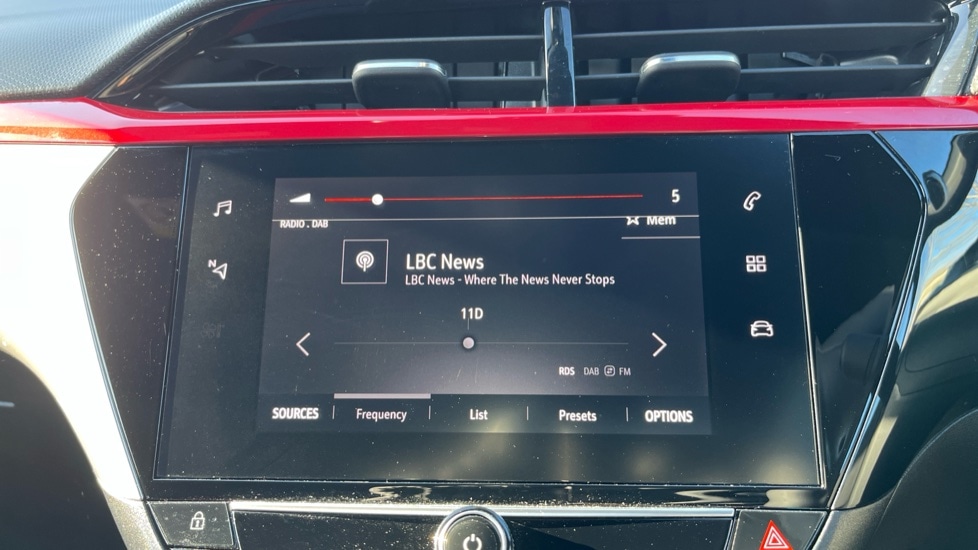 5
RADIO . DAB
Mem
LBC News
LBC News - Where The News Never Stops
N
11D
RDS DAB FM
SOURCES Frequency List Presets OPTIONS